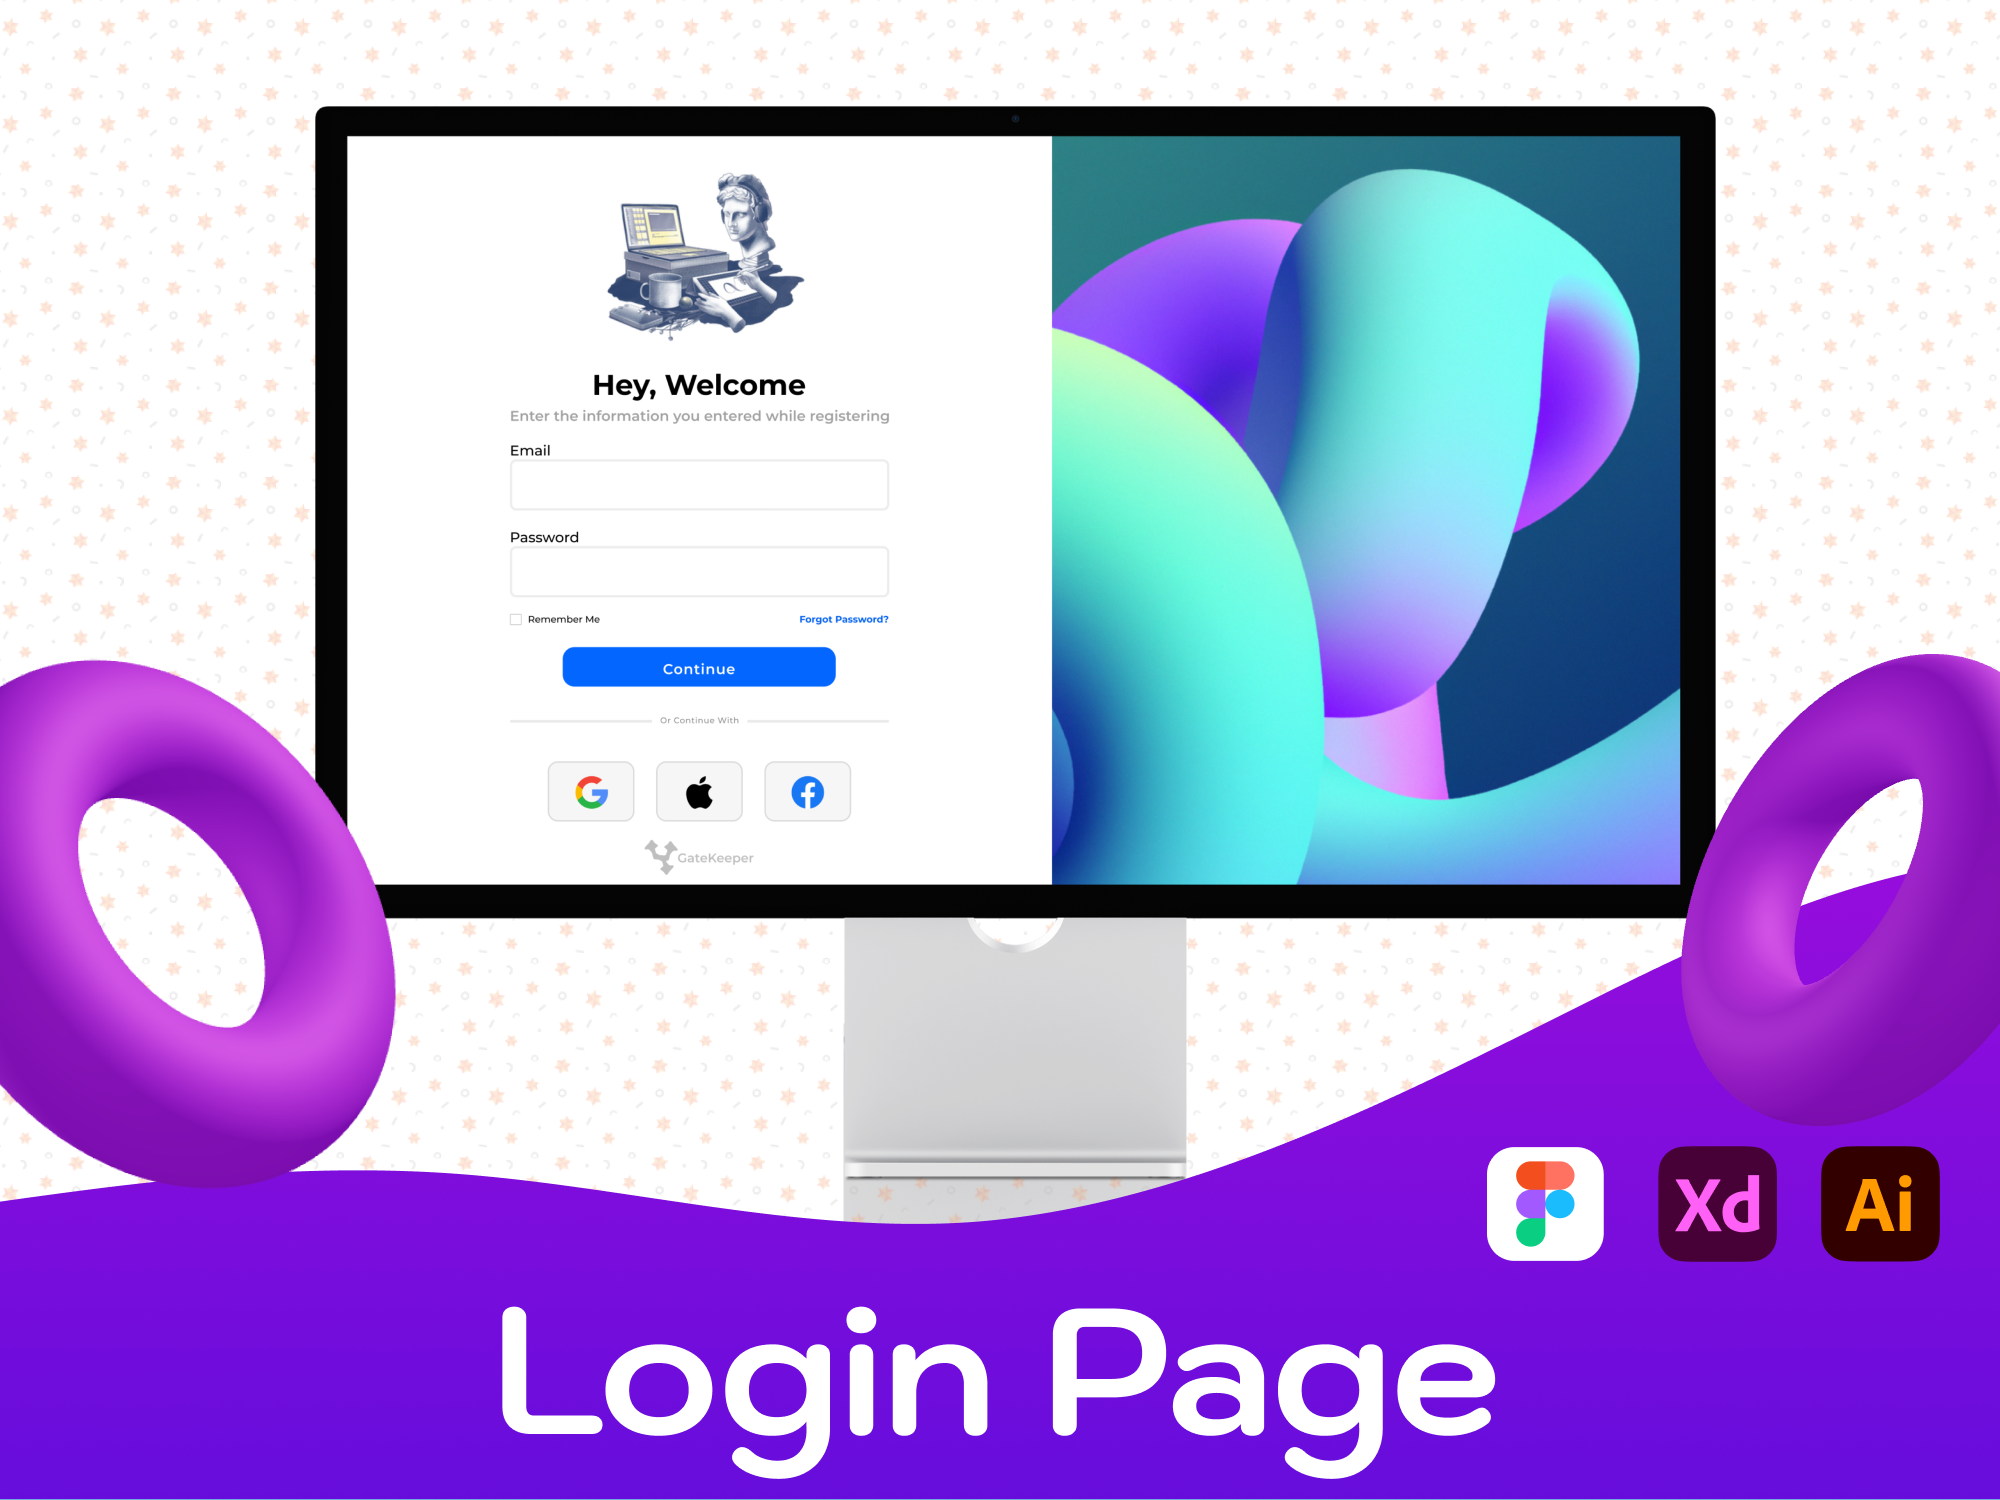 Hey, Welcome
Enter the information you entered while registering
Email
Password
Remember Me
Forgot Password?
Continue
Or Continue With
GateKeeper
Xd
Ai
Login Page